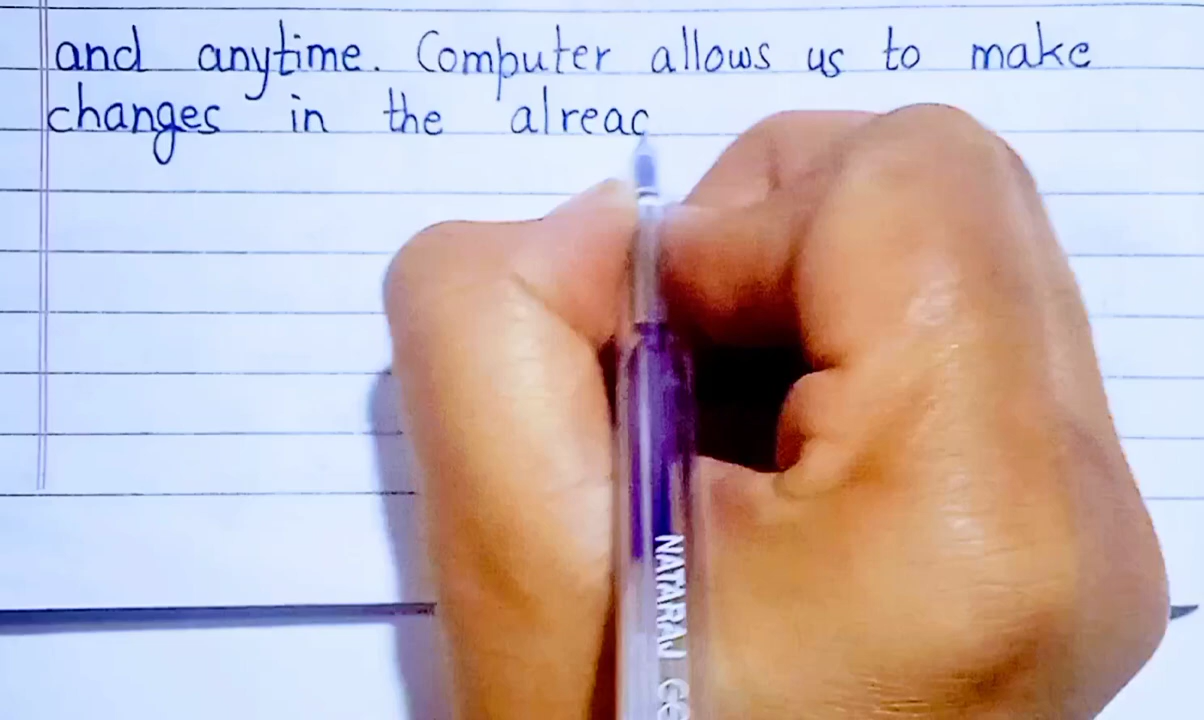 and anytime. Computer allows us to make
changes in the alreac
NATARAJ